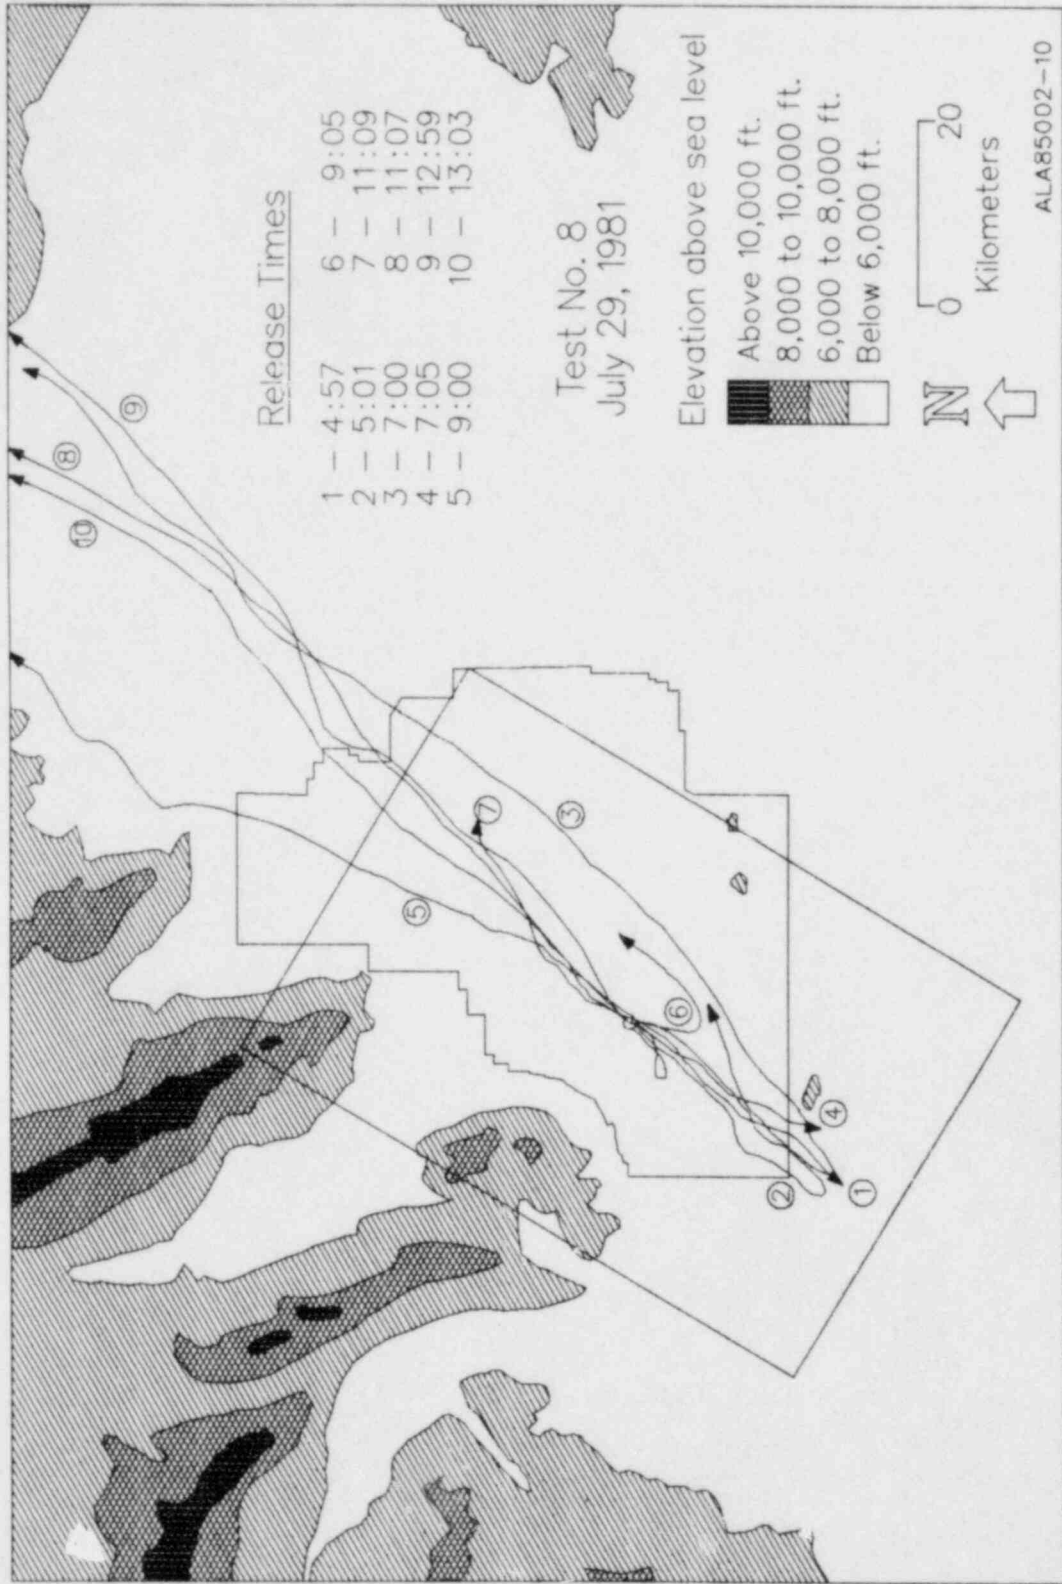 Release Times
1 – 4:57 6 – 9:05
2 – 5:01 7 – 11:09
3 – 7:00 8 – 11:07
4 – 7:05 9 – 12:59
5 – 9:00 10 – 13:03
Test No. 8
July 29, 1981
Elevation above sea level
Above 10,000 ft.
8,000 to 10,000 ft.
6,000 to 8,000 ft.
Below 6,000 ft.
N
0 20
Kilometers
ALA85002-10
10
8
9
5
7
3
6
2
4
1